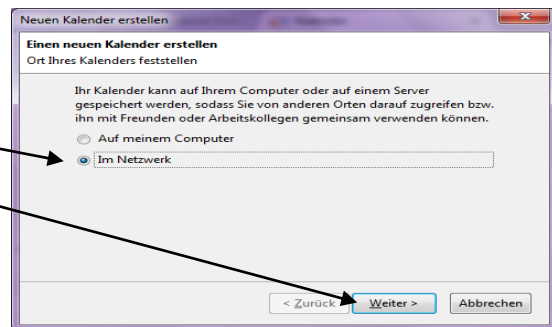 Neuen Kalender erstellen
Einen neuen Kalender erstellen
Ort Ihres Kalenders feststellen
Ihr Kalender kann auf Ihrem Computer oder auf einem Server
gespeichert werden, sodass Sie von anderen Orten darauf zugreifen bzw.
ihn mit Freunden oder Arbeitskollegen gemeinsam verwenden können.
Auf meinem Computer
Im Netzwerk
< Zurück Weiter > Abbrechen